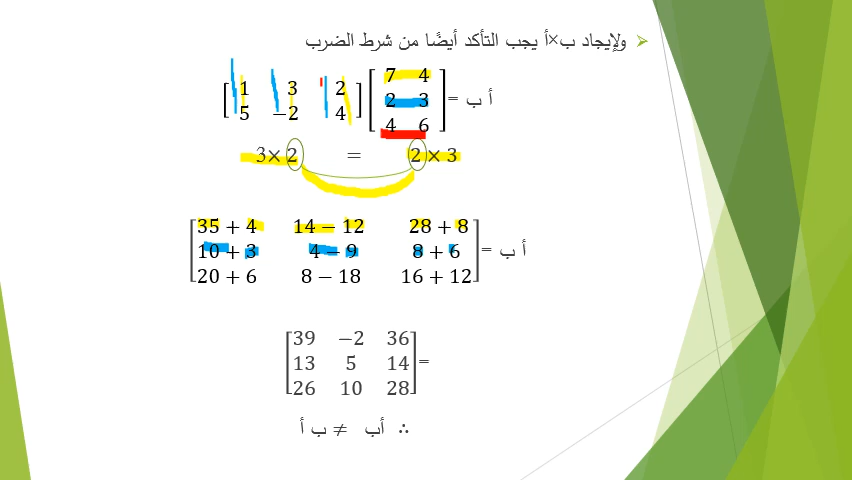 ولإيجاد ب×أ يجب التأكد أيضًا من شرط الضرب
أ ب = [7 4] [1 3 2]
[2 3] [5 −2 4]
[4 6]
3× 2 = 2 × 3
أ ب = [35 + 4 14 − 12 28 + 8]
[10 + 3 4 − 9 8 + 6]
[20 + 6 8 − 18 16 + 12]
= [39 −2 36]
[13 5 14]
[26 10 28]
∴ أب ≠ ب أ